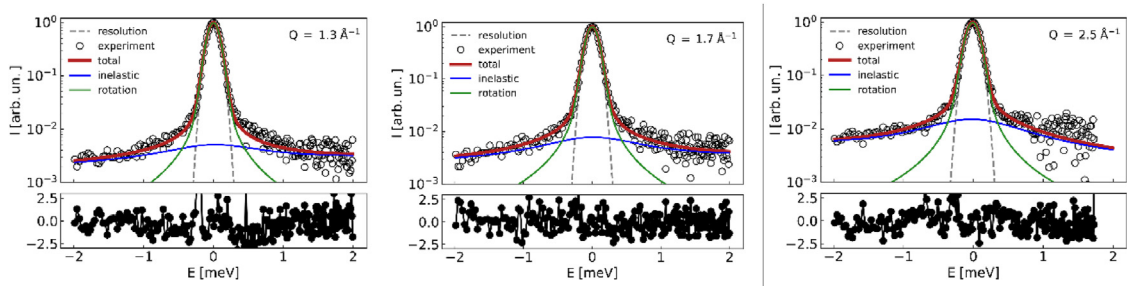 10⁰
10⁻¹
10⁻²
10⁻³
I [arb. un.]
resolution
experiment
total
inelastic
rotation
Q = 1.3 Å⁻¹
2.5
0.0
−2.5
−2 −1 0 1 2
E [meV]
10⁰
10⁻¹
10⁻²
10⁻³
I [arb. un.]
resolution
experiment
total
inelastic
rotation
Q = 1.7 Å⁻¹
2.5
0.0
−2.5
−2 −1 0 1 2
E [meV]
10⁰
10⁻¹
10⁻²
10⁻³
I [arb. un.]
resolution
experiment
total
inelastic
rotation
Q = 2.5 Å⁻¹
2.5
0.0
−2.5
−2 −1 0 1 2
E [meV]